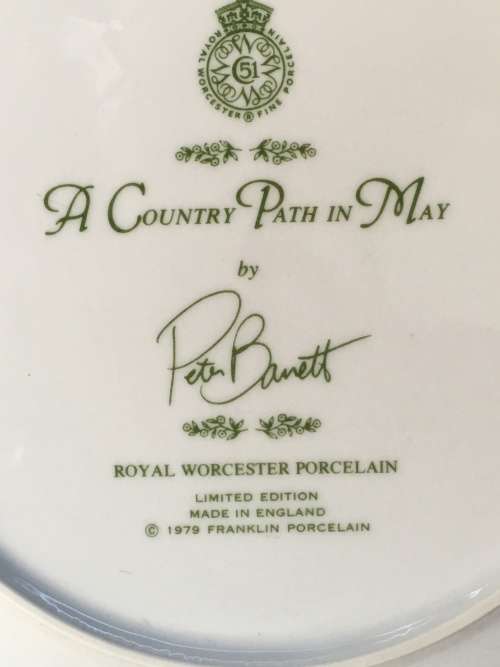 ROYAL WORCESTER ® FINE PORCELAIN
C 51
A COUNTRY PATH IN MAY
by
Peter Barrett
ROYAL WORCESTER PORCELAIN
LIMITED EDITION
MADE IN ENGLAND
© 1979 FRANKLIN PORCELAIN